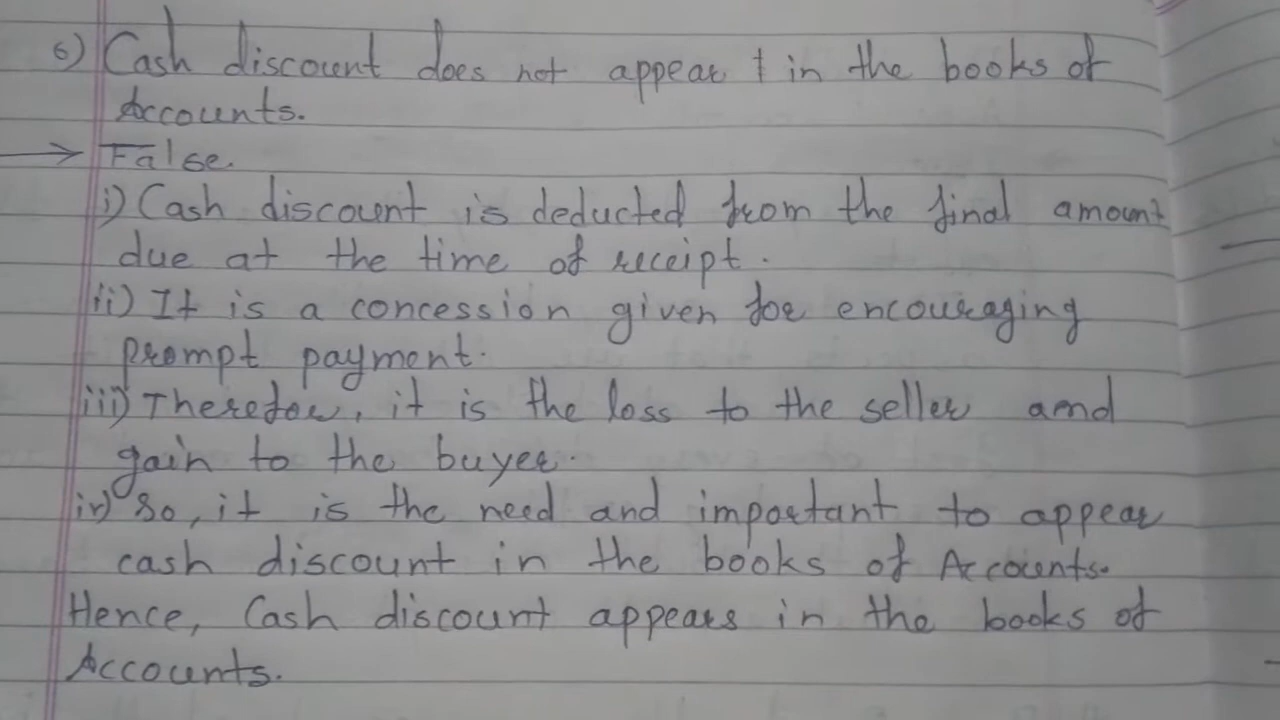 6) Cash discount does not appear in the books of
Accounts.
→ False.
i) Cash discount is deducted from the final amount
due at the time of receipt.
ii) It is a concession given for encouraging
prompt payment.
iii) Therefor, it is the loss to the seller amd
gain to the buyer.
iv) So, it is the need and important to appear
cash discount in the books of Accounts.
Hence, Cash discount appears in the books of
Accounts.